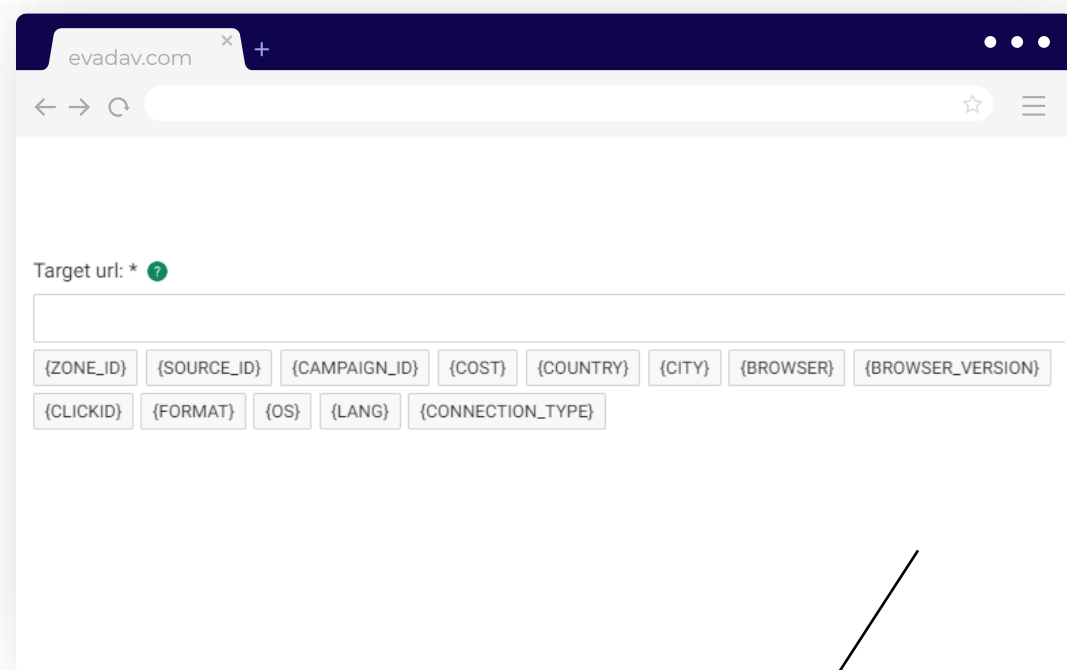 evadav.com
Target url: * ?
{ZONE_ID} {SOURCE_ID} {CAMPAIGN_ID} {COST} {COUNTRY} {CITY} {BROWSER} {BROWSER_VERSION}
{CLICKID} {FORMAT} {OS} {LANG} {CONNECTION_TYPE}